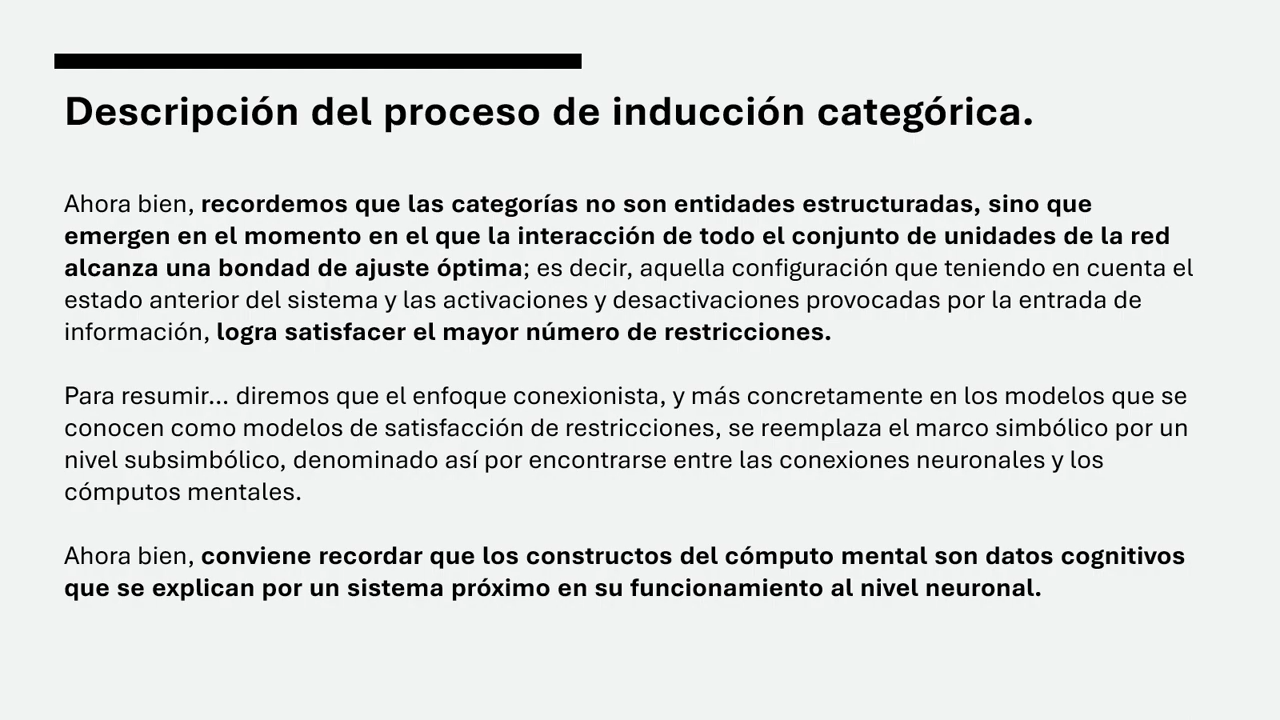 Descripción del proceso de inducción categórica.
Ahora bien, recordemos que las categorías no son entidades estructuradas, sino que
emergen en el momento en el que la interacción de todo el conjunto de unidades de la red
alcanza una bondad de ajuste óptima; es decir, aquella configuración que teniendo en cuenta el
estado anterior del sistema y las activaciones y desactivaciones provocadas por la entrada de
información, logra satisfacer el mayor número de restricciones.
Para resumir... diremos que el enfoque conexionista, y más concretamente en los modelos que se
conocen como modelos de satisfacción de restricciones, se reemplaza el marco simbólico por un
nivel subsimbólico, denominado así por encontrarse entre las conexiones neuronales y los
cómputos mentales.
Ahora bien, conviene recordar que los constructos del cómputo mental son datos cognitivos
que se explican por un sistema próximo en su funcionamiento al nivel neuronal.